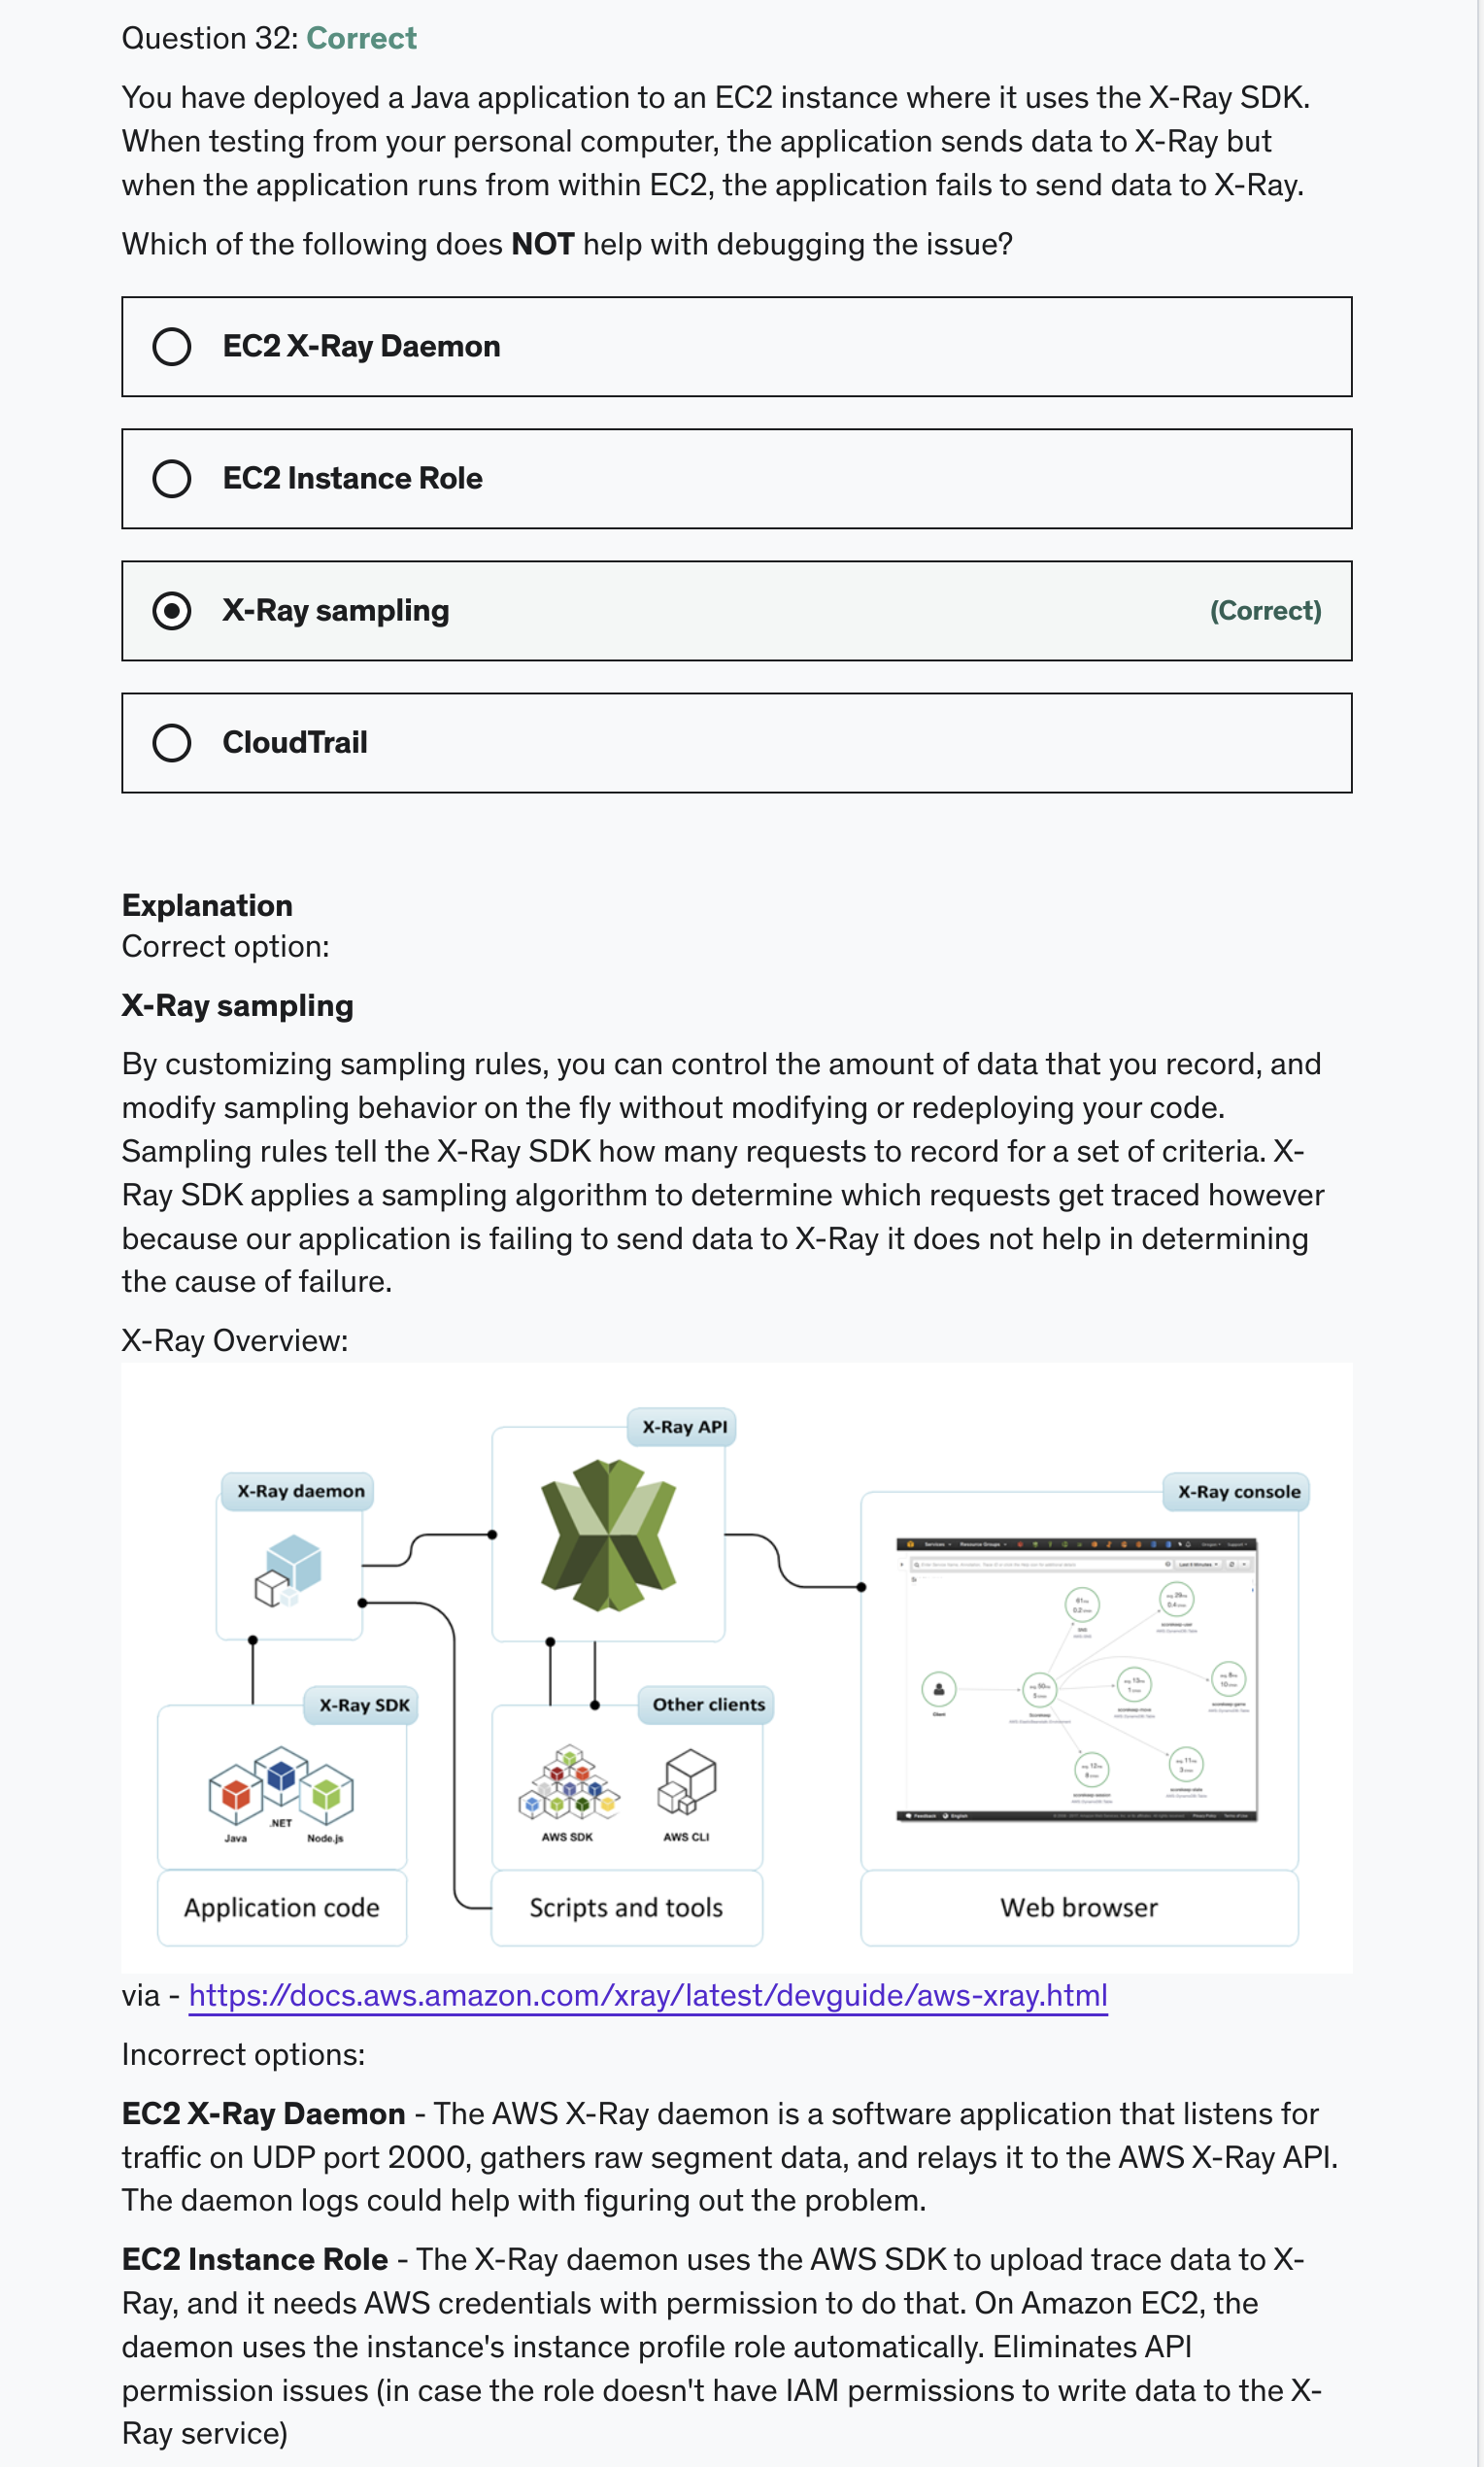 Question 32: Correct
You have deployed a Java application to an EC2 instance where it uses the X-Ray SDK.
When testing from your personal computer, the application sends data to X-Ray but
when the application runs from within EC2, the application fails to send data to X-Ray.
Which of the following does NOT help with debugging the issue?
EC2 X-Ray Daemon
EC2 Instance Role
X-Ray sampling (Correct)
CloudTrail
Explanation
Correct option:
X-Ray sampling
By customizing sampling rules, you can control the amount of data that you record, and
modify sampling behavior on the fly without modifying or redeploying your code.
Sampling rules tell the X-Ray SDK how many requests to record for a set of criteria. X-
Ray SDK applies a sampling algorithm to determine which requests get traced however
because our application is failing to send data to X-Ray it does not help in determining
the cause of failure.
X-Ray Overview:
X-Ray API
X-Ray daemon
X-Ray console
X-Ray SDK
Other clients
Java
.NET
Node.js
AWS SDK
AWS CLI
Application code
Scripts and tools
Web browser
via - https://docs.aws.amazon.com/xray/latest/devguide/aws-xray.html
Incorrect options:
EC2 X-Ray Daemon - The AWS X-Ray daemon is a software application that listens for
traffic on UDP port 2000, gathers raw segment data, and relays it to the AWS X-Ray API.
The daemon logs could help with figuring out the problem.
EC2 Instance Role - The X-Ray daemon uses the AWS SDK to upload trace data to X-
Ray, and it needs AWS credentials with permission to do that. On Amazon EC2, the
daemon uses the instance's instance profile role automatically. Eliminates API
permission issues (in case the role doesn't have IAM permissions to write data to the X-
Ray service)